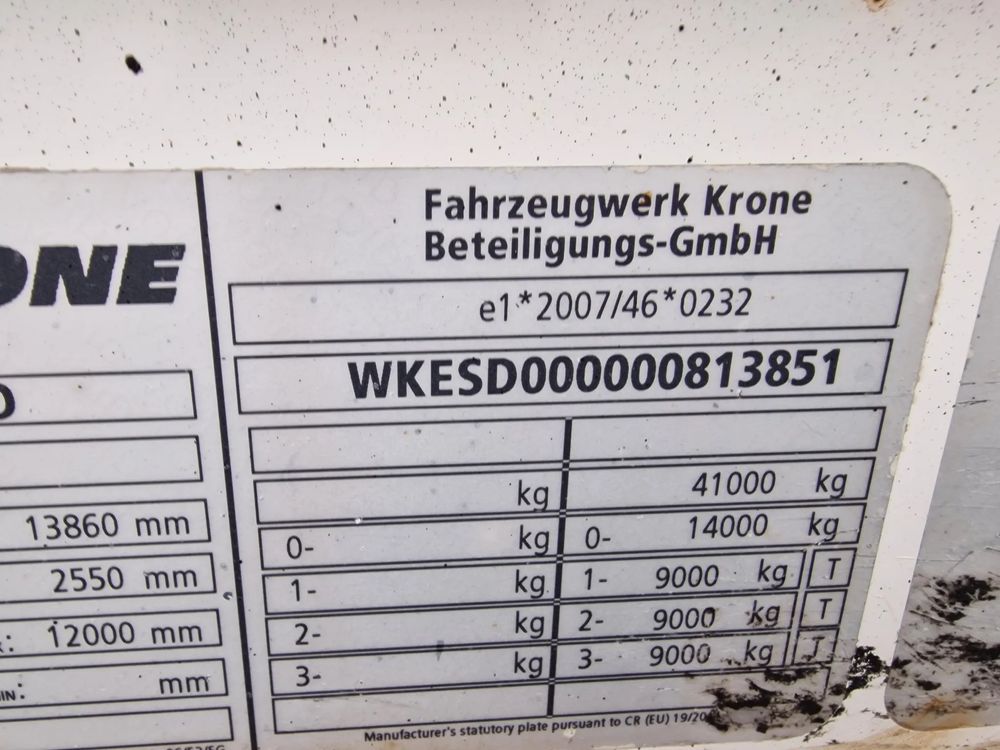 ONE
Fahrzeugwerk Krone
Beteiligungs-GmbH
e1*2007/46*0232
WKESD000000813851
kg 41000 kg
0- kg 0- 14000 kg
1- kg 1- 9000 kg T
2- kg 2- 9000 kg T
3- kg 3- 9000 kg T
Manufacturer's statutory plate pursuant to CR (EU) 19/20
13860 mm
2550 mm
12000 mm
mm